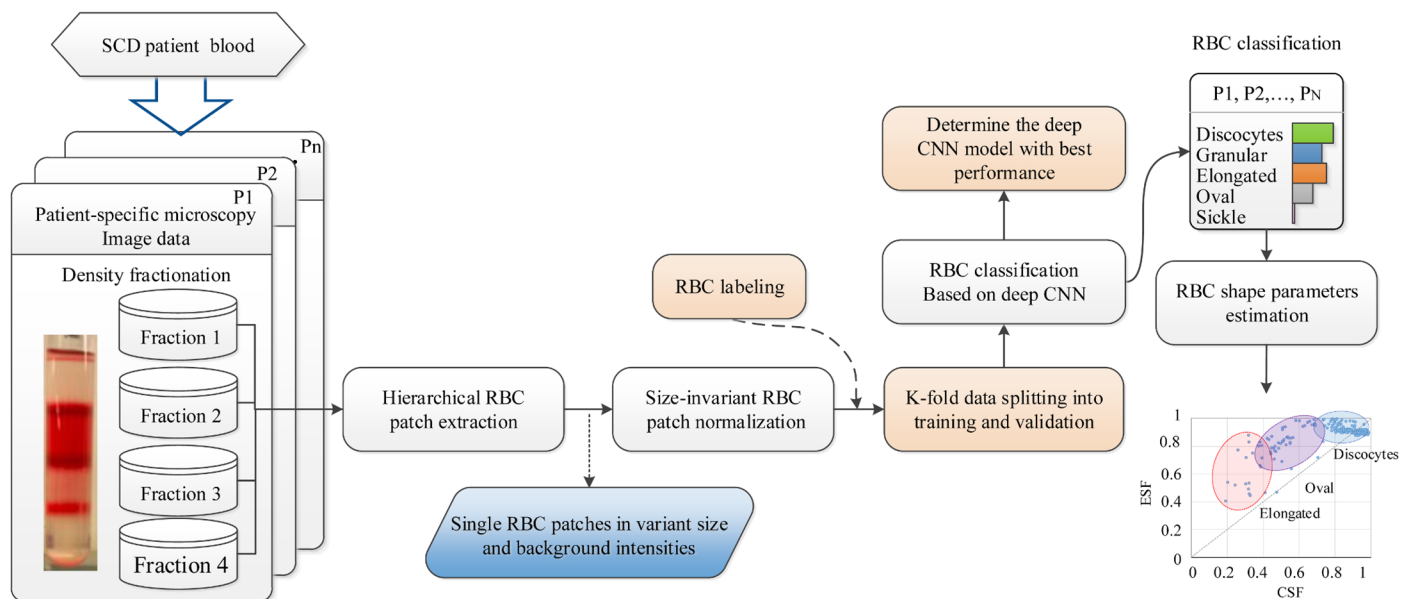 SCD patient blood
Pn
P2
P1
Patient-specific microscopy
Image data
Density fractionation
Fraction 1
Fraction 2
Fraction 3
Fraction 4
Hierarchical RBC
patch extraction
Single RBC patches in variant size
and background intensities
Size-invariant RBC
patch normalization
RBC labeling
K-fold data splitting into
training and validation
RBC classification
Based on deep CNN
Determine the deep
CNN model with best
performance
RBC classification
P1, P2,…, PN
Discocytes
Granular
Elongated
Oval
Sickle
RBC shape parameters
estimation
1
0.8
0.6
0.4
0.2
0
ESF
Discocytes
Oval
Elongated
0 0.2 0.4 0.6 0.8 1
CSF